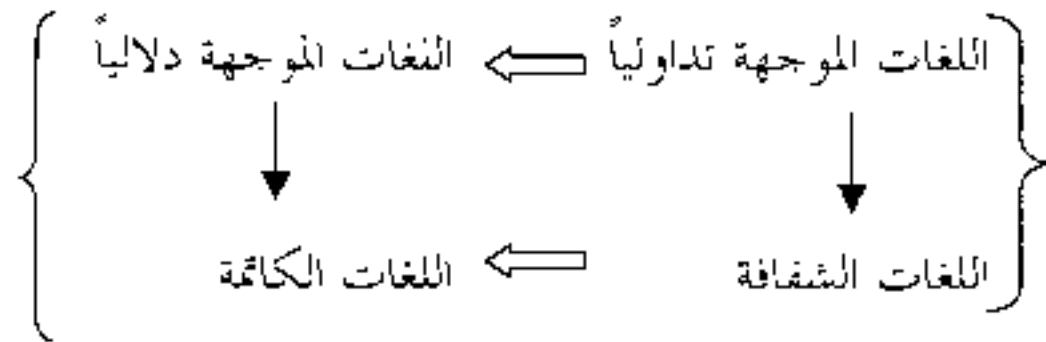 اللغات الموجهة تداولياً ⇐ اللغات الموجهة دلالياً
اللغات الشفافة ⇐ اللغات الكاتمة